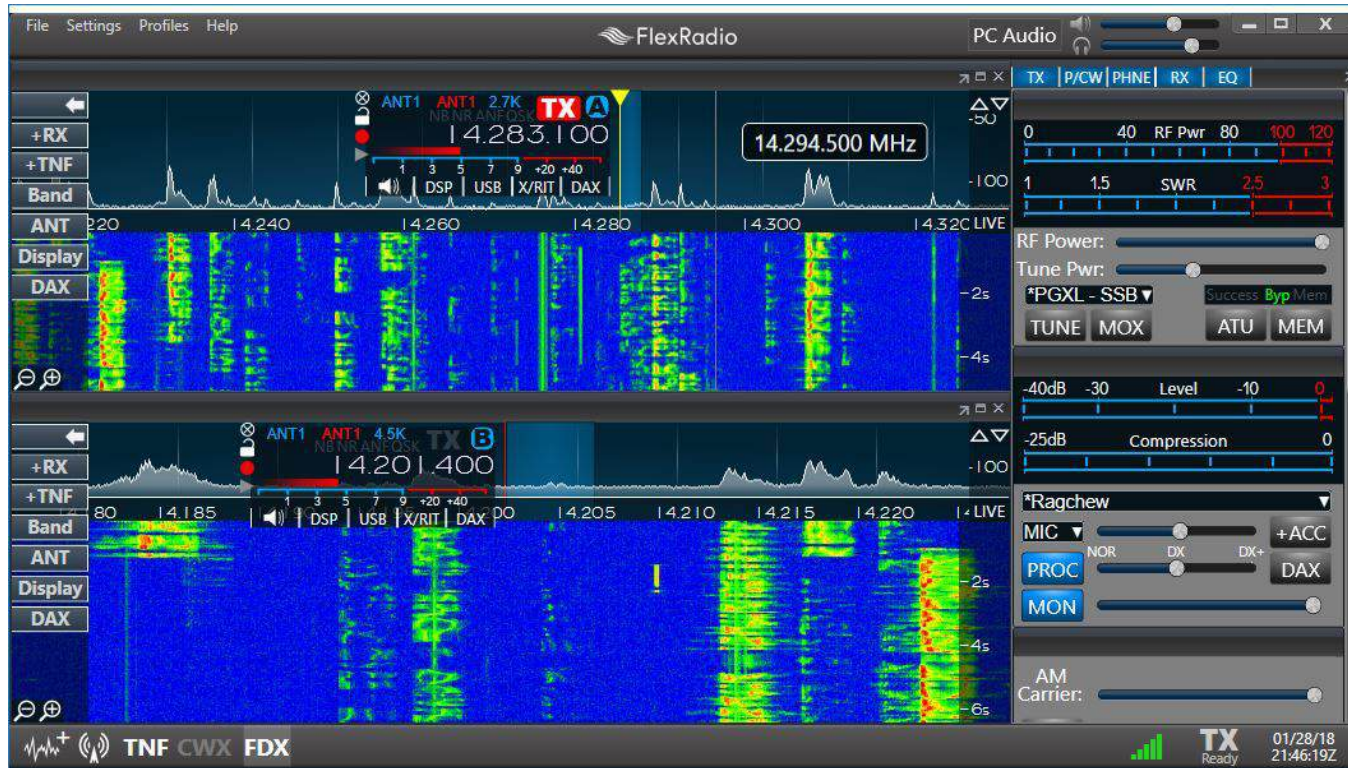 File Settings Profiles Help
FlexRadio
PC Audio
TX P/CW PHNE RX EQ
+RX
+TNF
Band
ANT
Display
DAX
ANT1 ANT1 2.7K TX A
NB NR ANF QSK
14.283.100
1 3 5 7 9 +20 +40
DSP USB X/RIT DAX
14.294.500 MHz
-50
-100
220 14.240 14.260 14.280 14.300 14.320 LIVE
-2s
-4s
0 40 RF Pwr 80 100 120
1 1.5 SWR 2.5 3
RF Power:
Tune Pwr:
*PGXL - SSB Success Byp Mem
TUNE MOX ATU MEM
+RX
+TNF
Band
ANT
Display
DAX
ANT1 ANT1 4.5K TX B
NB NR ANF QSK
14.201.400
1 3 5 7 9 +20 +40
DSP USB X/RIT DAX
-100
80 14.185 00 14.205 14.210 14.215 14.220 14 LIVE
-2s
-4s
-6s
-40dB -30 Level -10 0
-25dB Compression 0
*Ragchew
MIC +ACC
NOR DX DX+
PROC DAX
MON
AM
Carrier:
TNF CWX FDX
TX
Ready
01/28/18
21:46:19Z